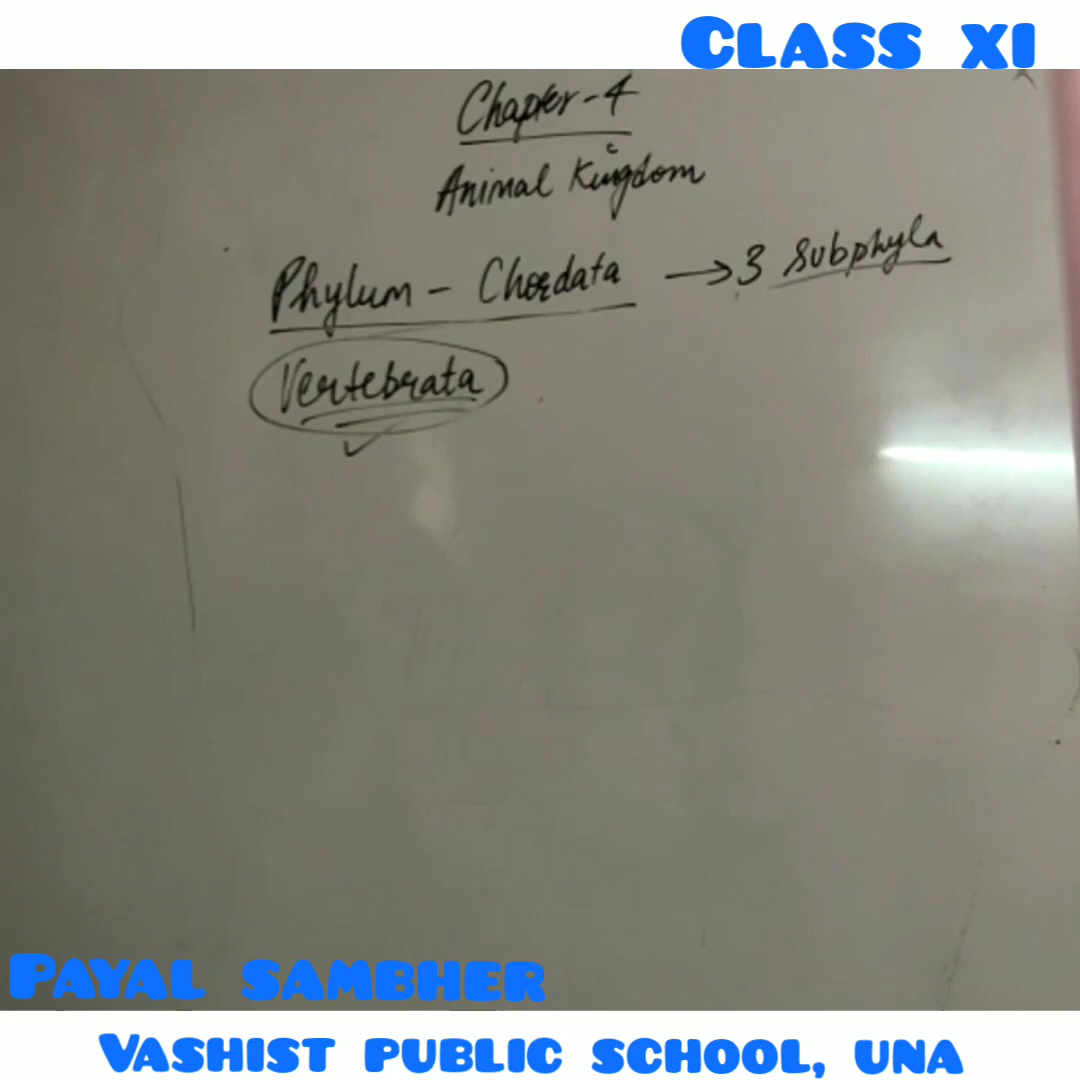 CLASS XI
Chapter-4
Animal Kingdom
Phylum - Chordata → 3 Subphyla
Vertebrata
PAYAL SAMBHER
VASHIST PUBLIC SCHOOL, UNA